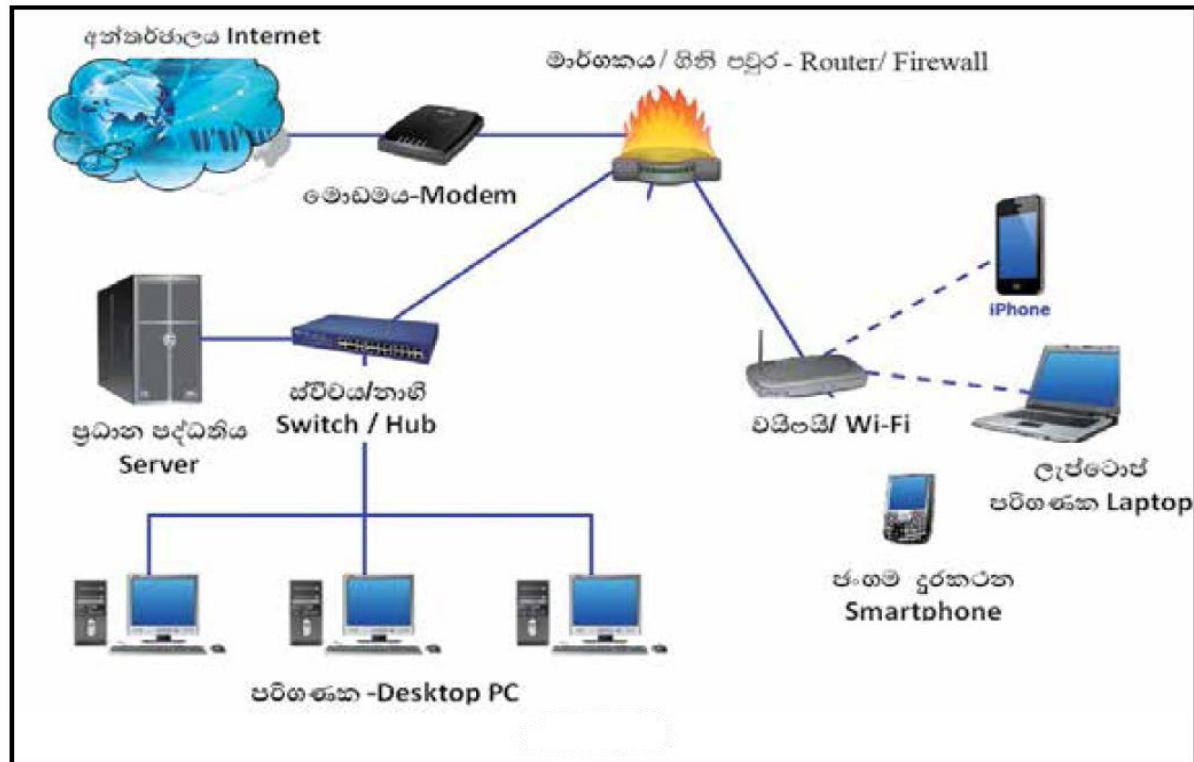 අන්තර්ජාලය Internet
මාර්ගකය/ ගිනි පවුර - Router/ Firewall
මොඩමය-Modem
iPhone
ප්‍රධාන පද්ධතිය
Server
ස්විචය/නාභි
Switch / Hub
වයිෆයි/ Wi-Fi
ලැප්ටොප්
පරිගණක Laptop
ජංගම දුරකථන
Smartphone
පරිගණක -Desktop PC